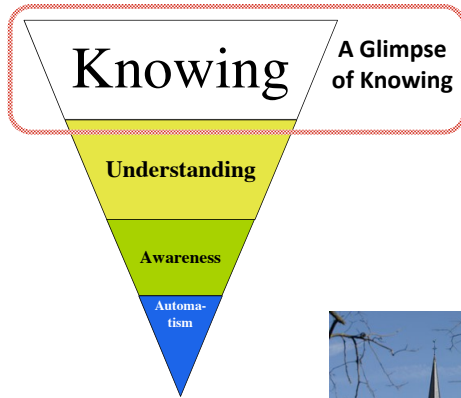 Knowing
A Glimpse
of Knowing
Understanding
Awareness
Automa-
tism